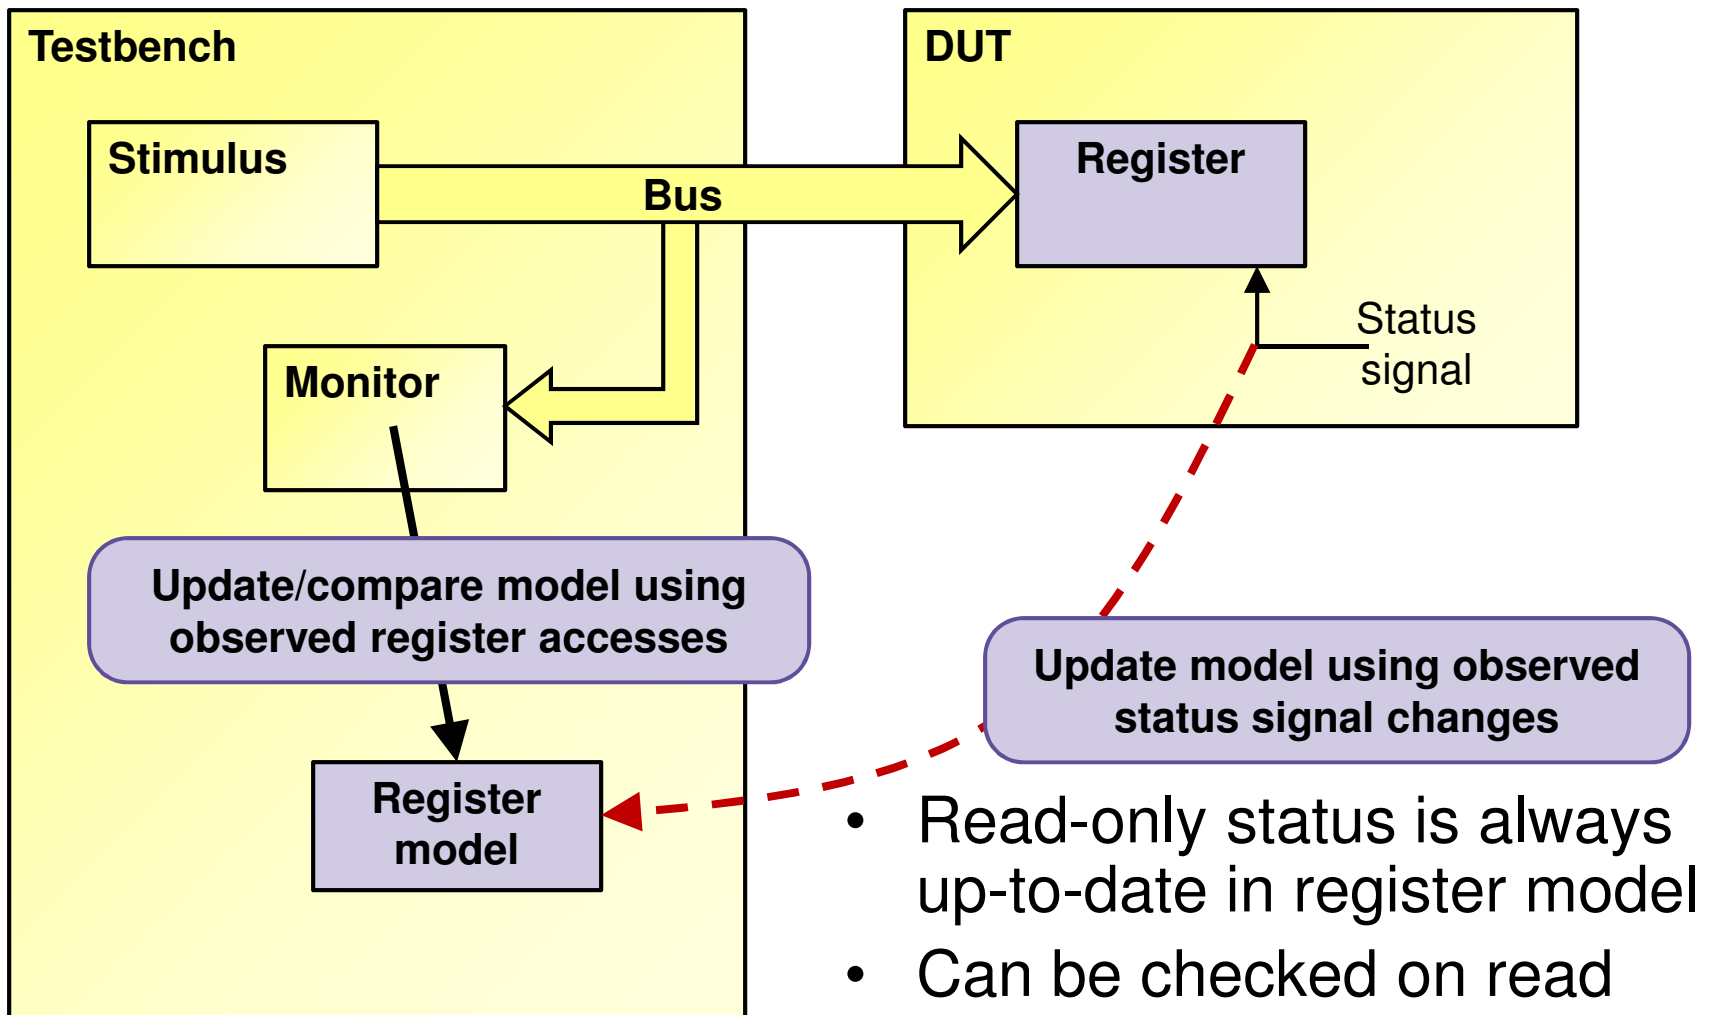 Testbench
DUT
Stimulus
Register
Bus
Status
signal
Monitor
Update/compare model using
observed register accesses
Update model using observed
status signal changes
Register
model
• Read-only status is always
up-to-date in register model
• Can be checked on read